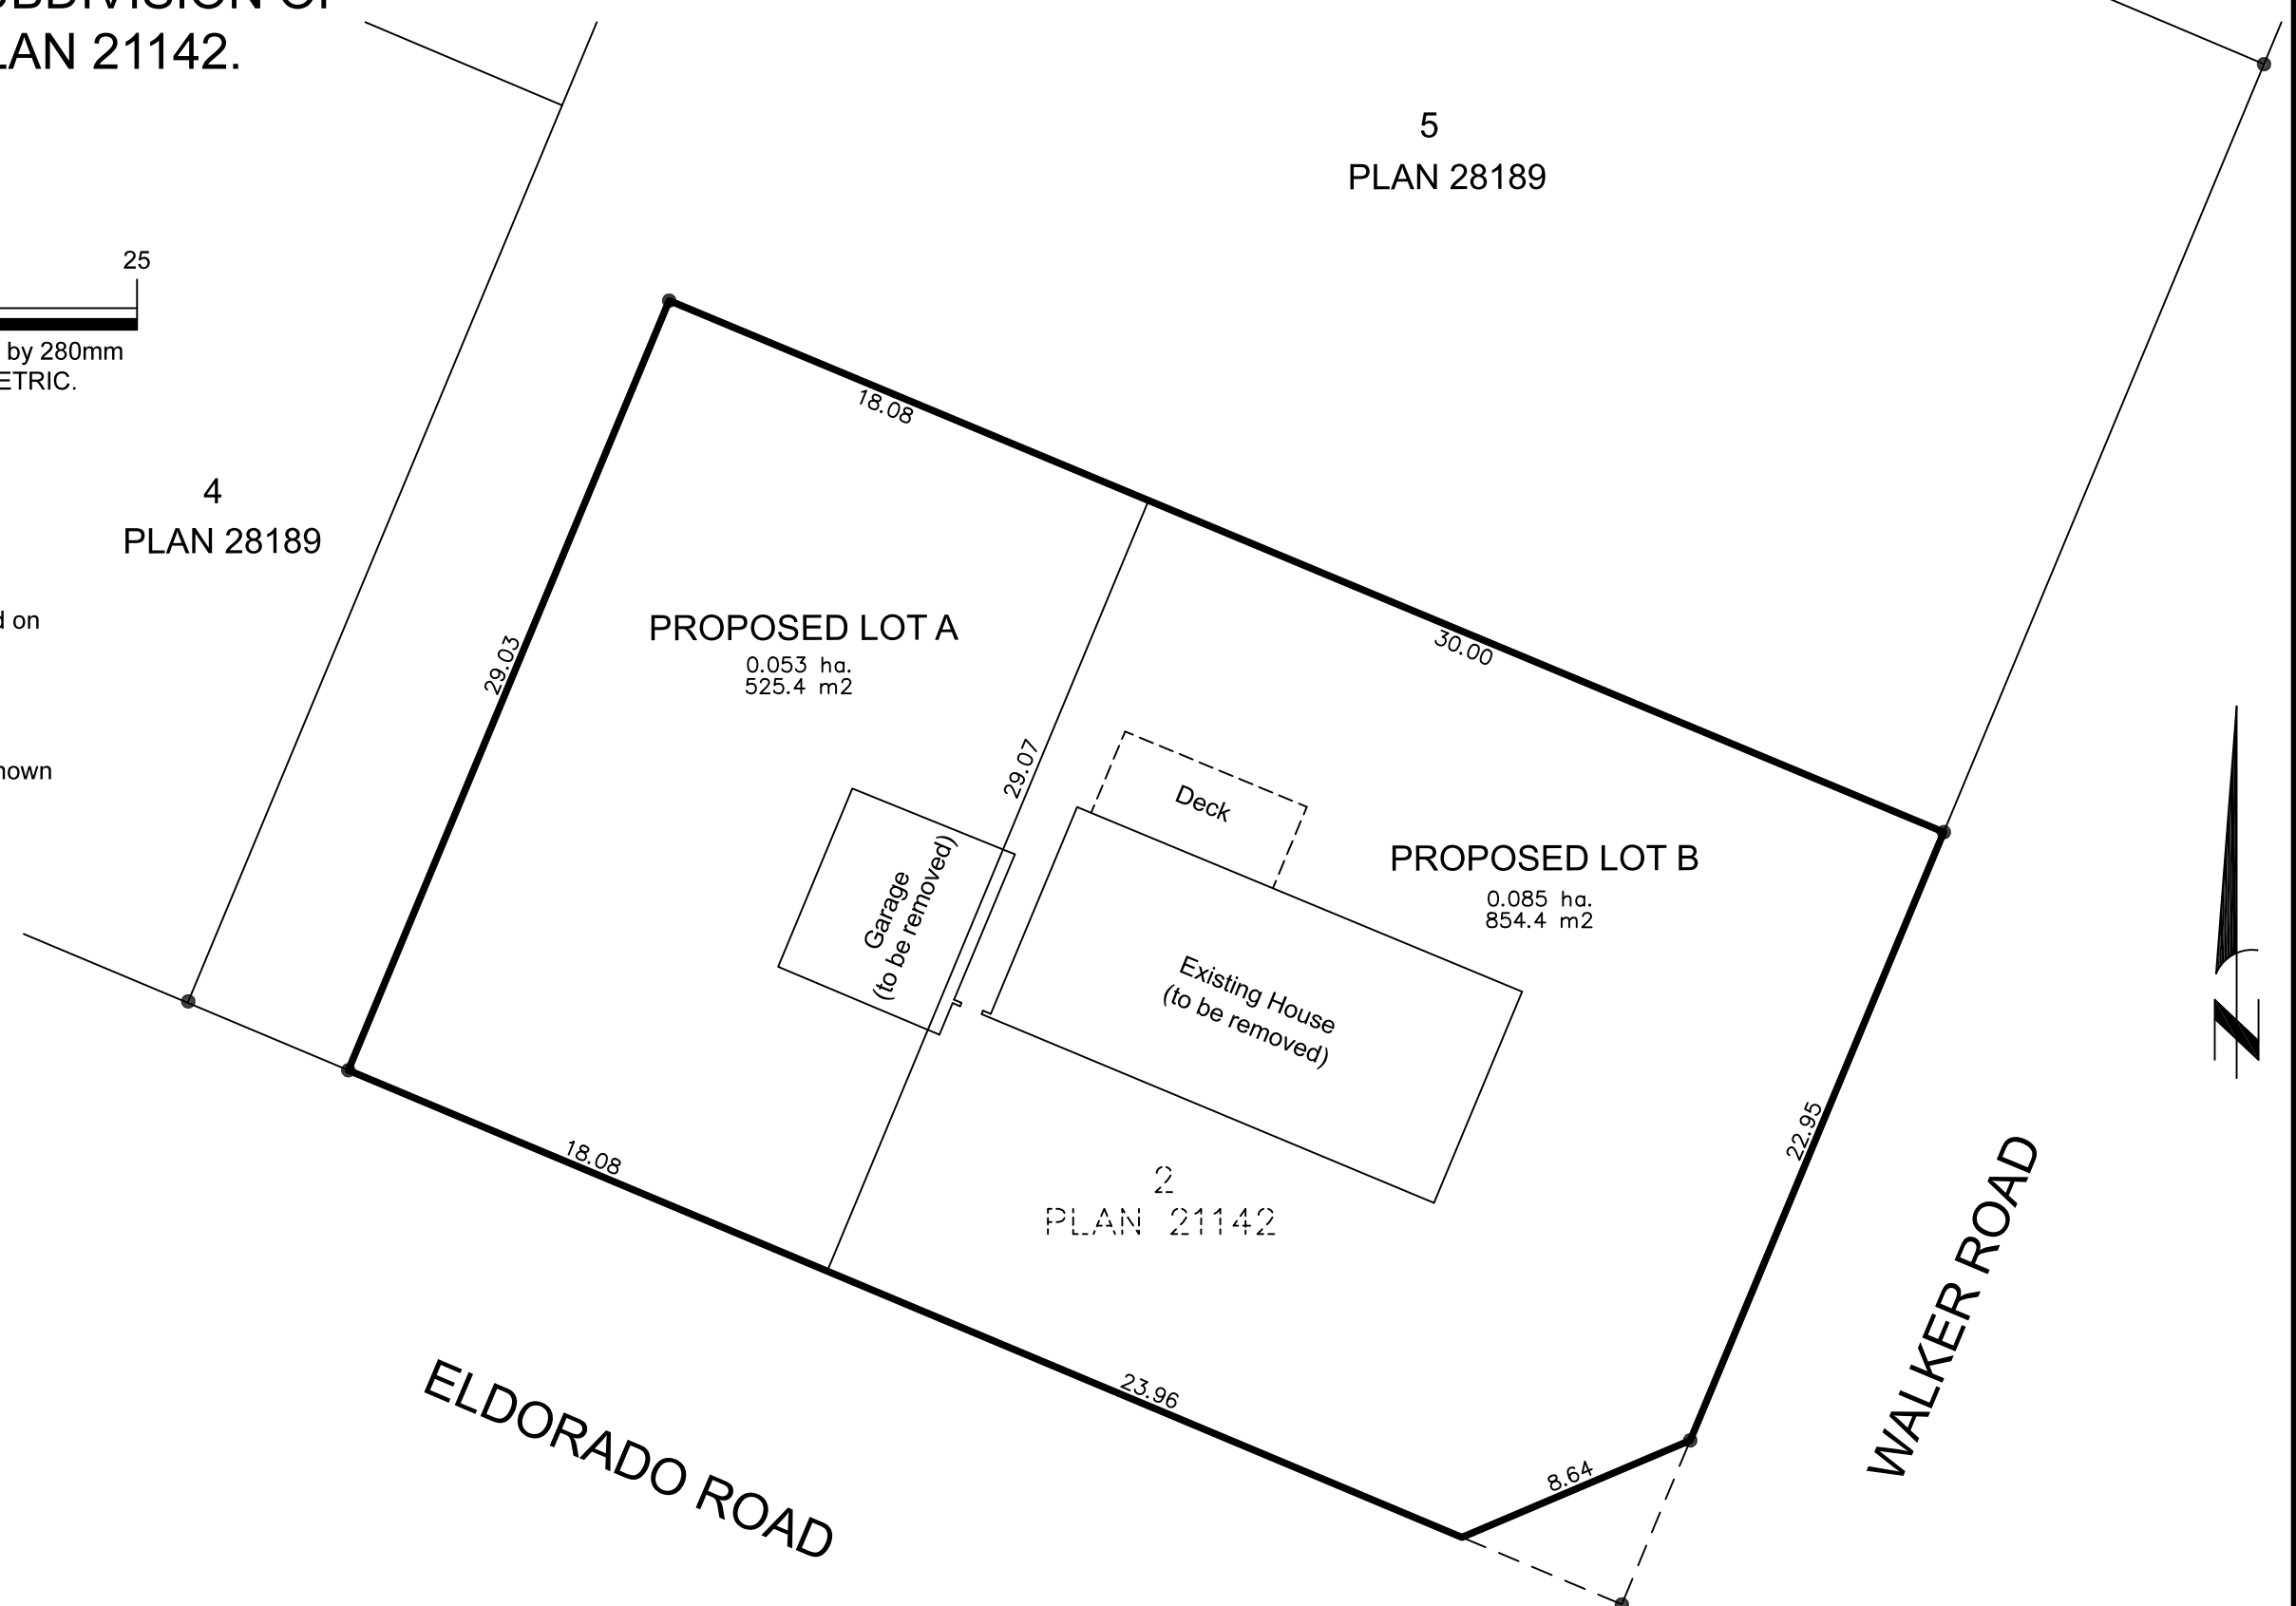 PLAN 21142.
5
PLAN 28189
25
by 280mm
4
PLAN 28189
on
18.08
30.00
29.03
PROPOSED LOT A
0.053 ha.
525.4 m2
29.07
Deck
PROPOSED LOT B
0.085 ha.
854.4 m2
Garage
(to be removed)
Existing House
(to be removed)
22.95
18.08
2
PLAN 21142
WALKER ROAD
23.96
8.64
ELDORADO ROAD
N